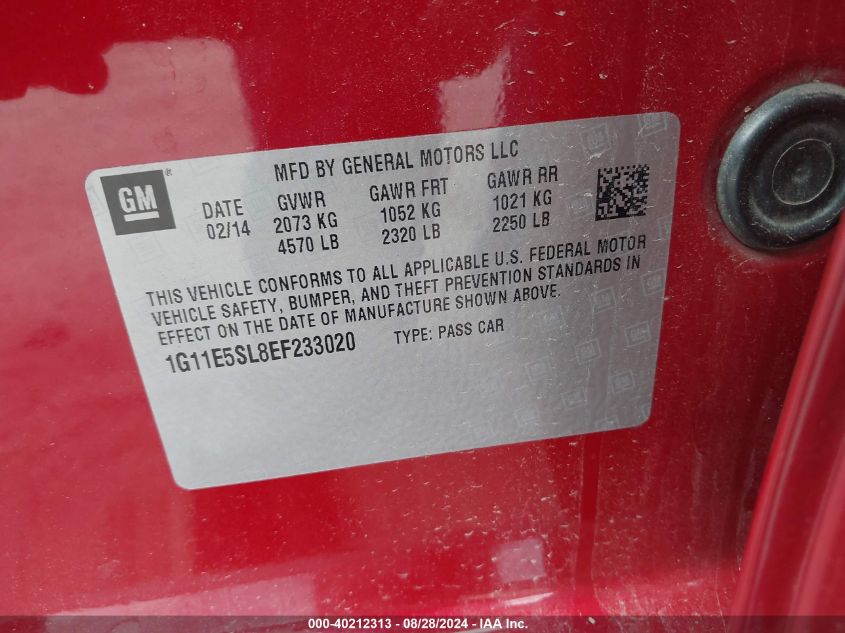 GM®
MFD BY GENERAL MOTORS LLC
DATE GVWR GAWR FRT GAWR RR
02/14 2073 KG 1052 KG 1021 KG
4570 LB 2320 LB 2250 LB
THIS VEHICLE CONFORMS TO ALL APPLICABLE U.S. FEDERAL MOTOR
VEHICLE SAFETY, BUMPER, AND THEFT PREVENTION STANDARDS IN
EFFECT ON THE DATE OF MANUFACTURE SHOWN ABOVE.
1G11E5SL8EF233020 TYPE: PASS CAR
000-40212313 - 08/28/2024 - IAA Inc.